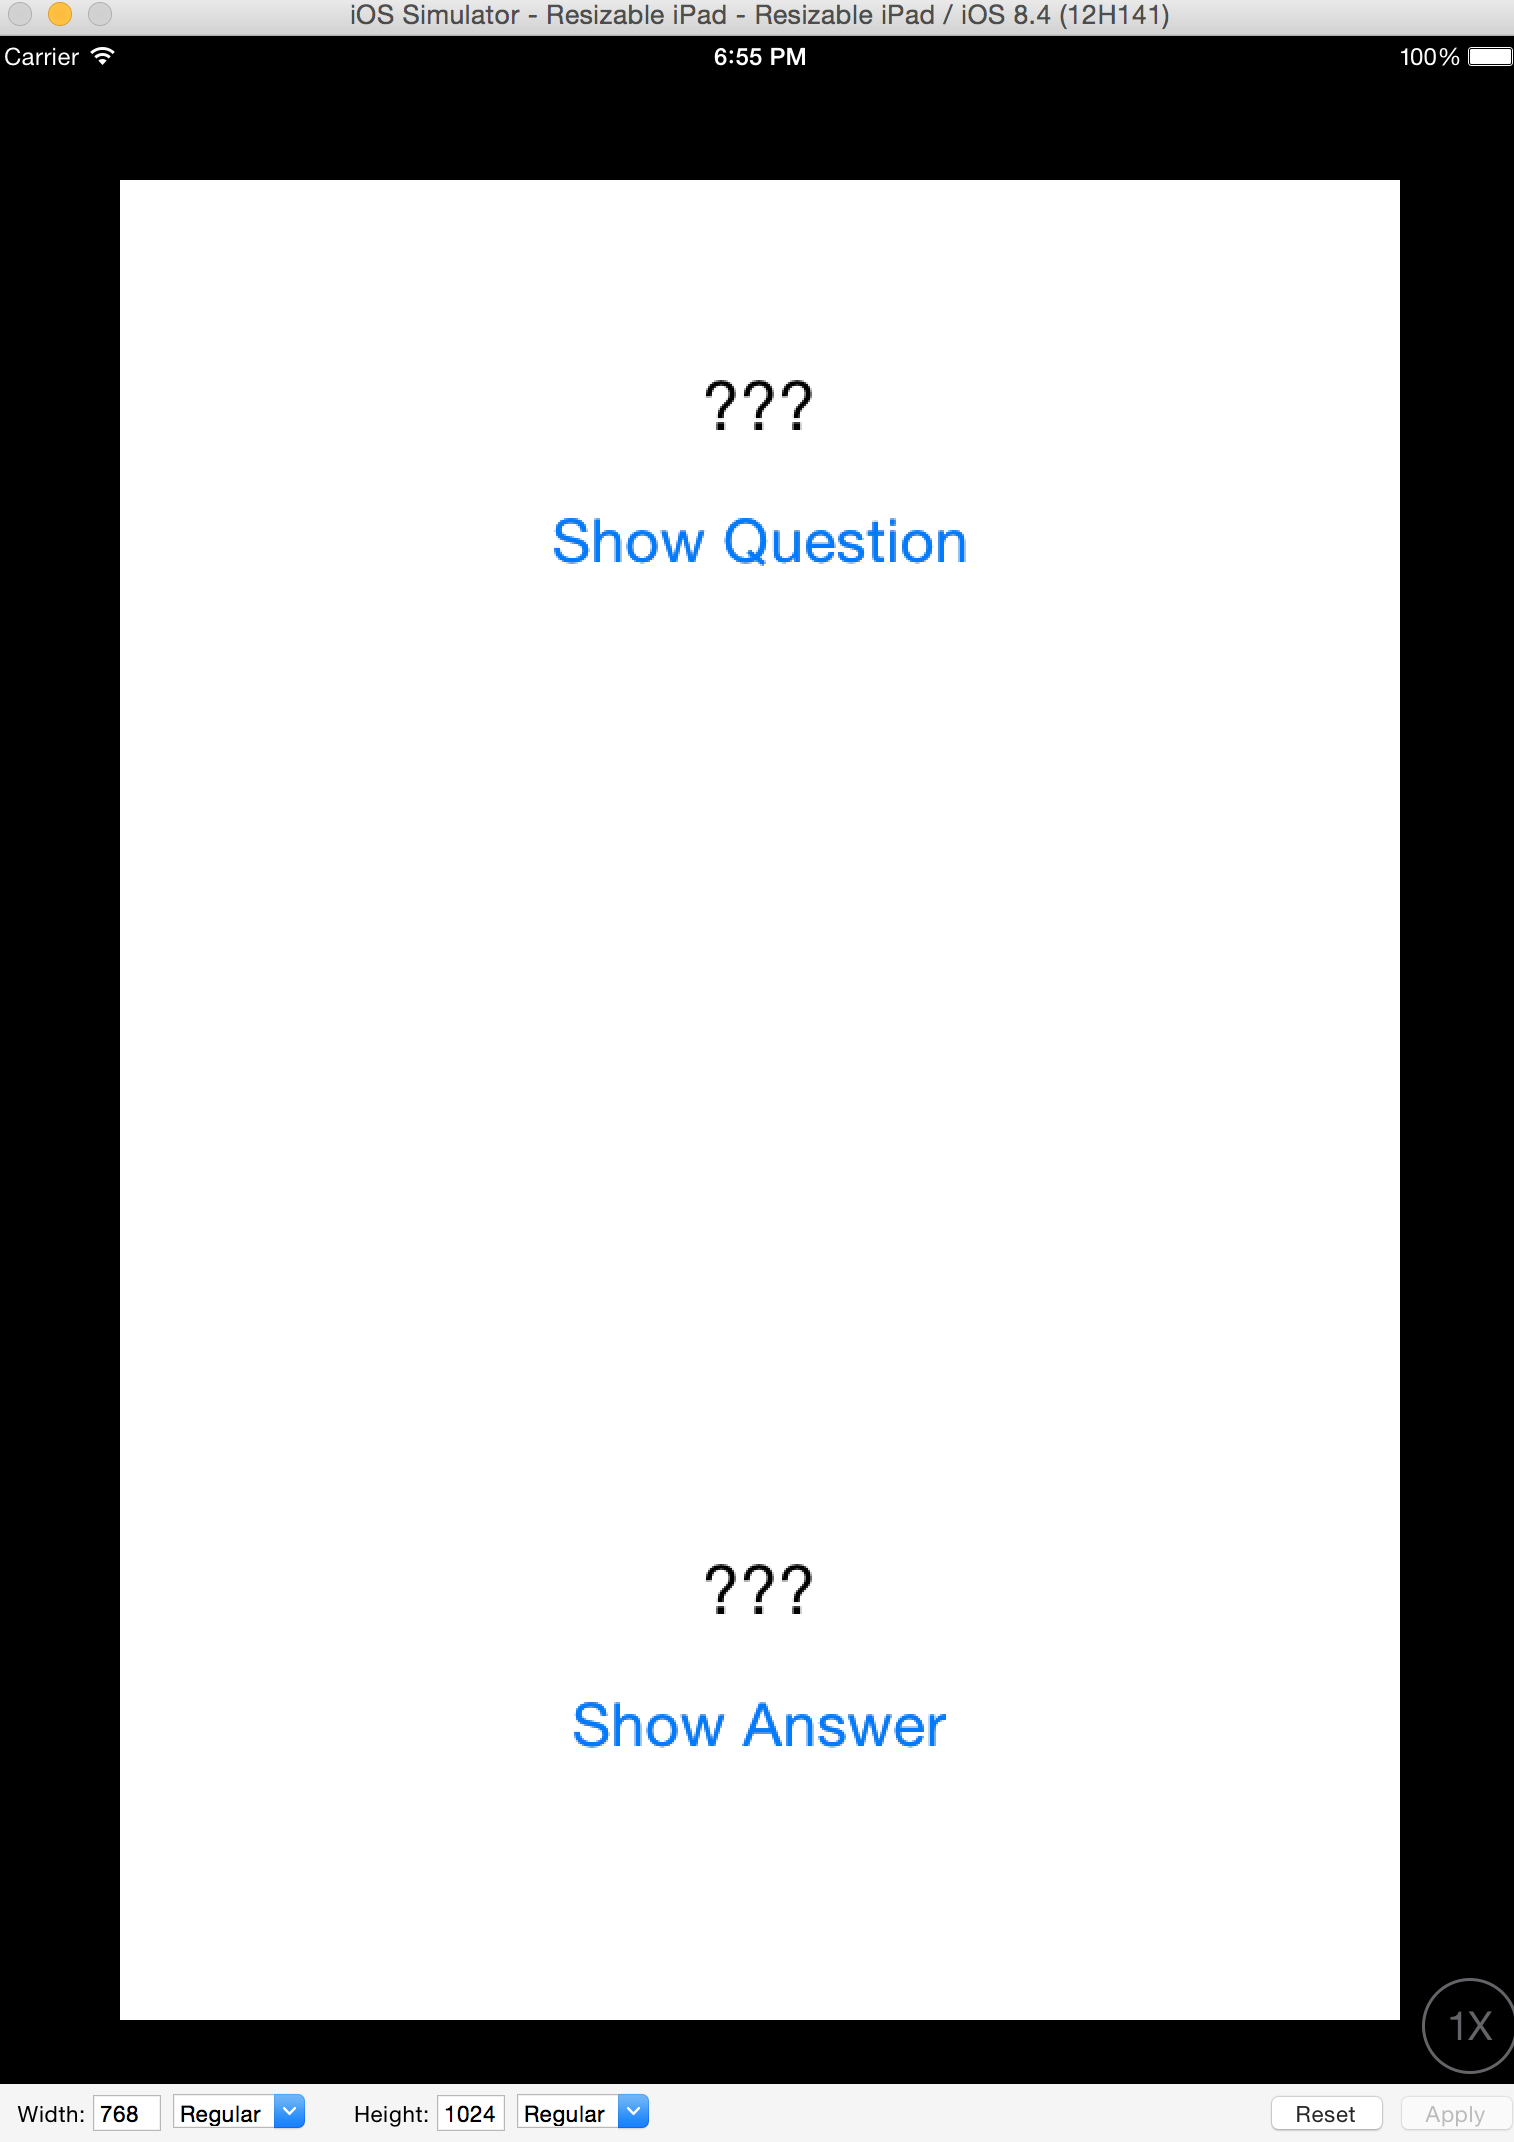 iOS Simulator - Resizable iPad - Resizable iPad / iOS 8.4 (12H141)
Carrier 6:55 PM 100%
???
Show Question
???
Show Answer
1X
Width: 768 Regular Height: 1024 Regular Reset Apply